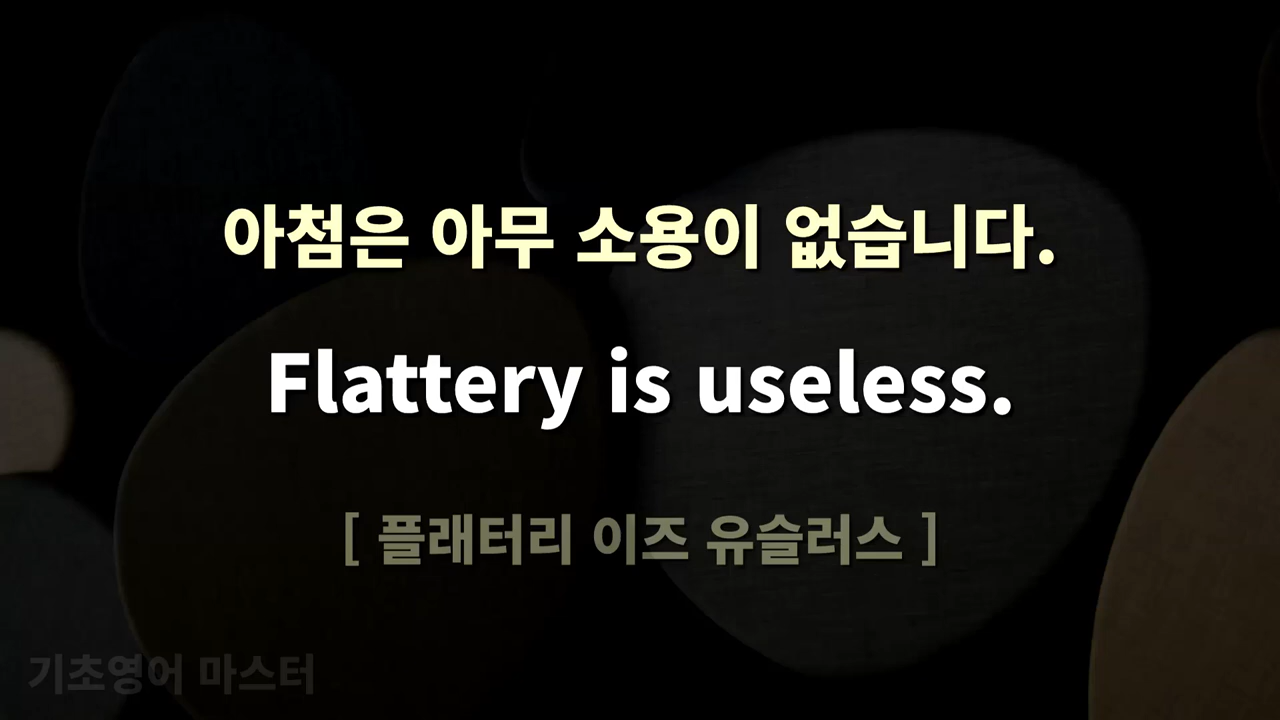 아첨은 아무 소용이 없습니다.
Flattery is useless.
[ 플래터리 이즈 유슬러스 ]
기초영어 마스터